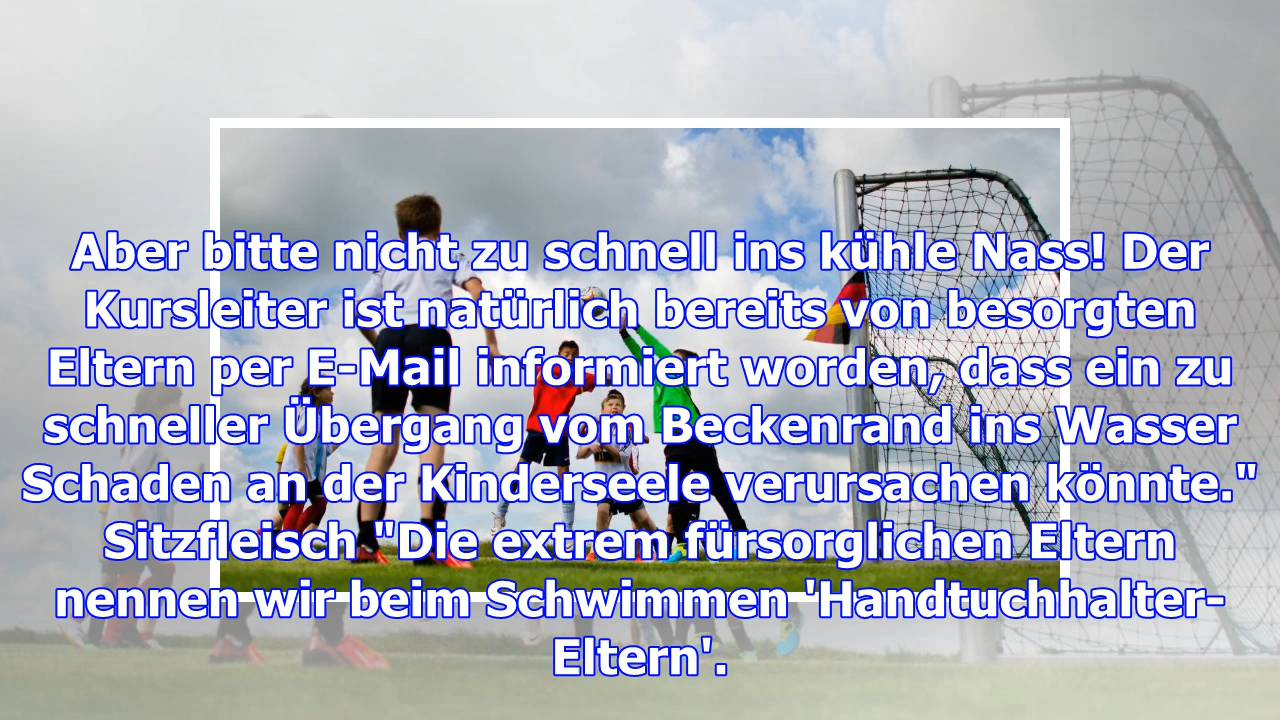 Aber bitte nicht zu schnell ins kühle Nass! Der
Kursleiter ist natürlich bereits von besorgten
Eltern per E-Mail informiert worden, dass ein zu
schneller Übergang vom Beckenrand ins Wasser
Schaden an der Kinderseele verursachen könnte."
Sitzfleisch "Die extrem fürsorglichen Eltern
nennen wir beim Schwimmen 'Handtuchhalter-
Eltern'.